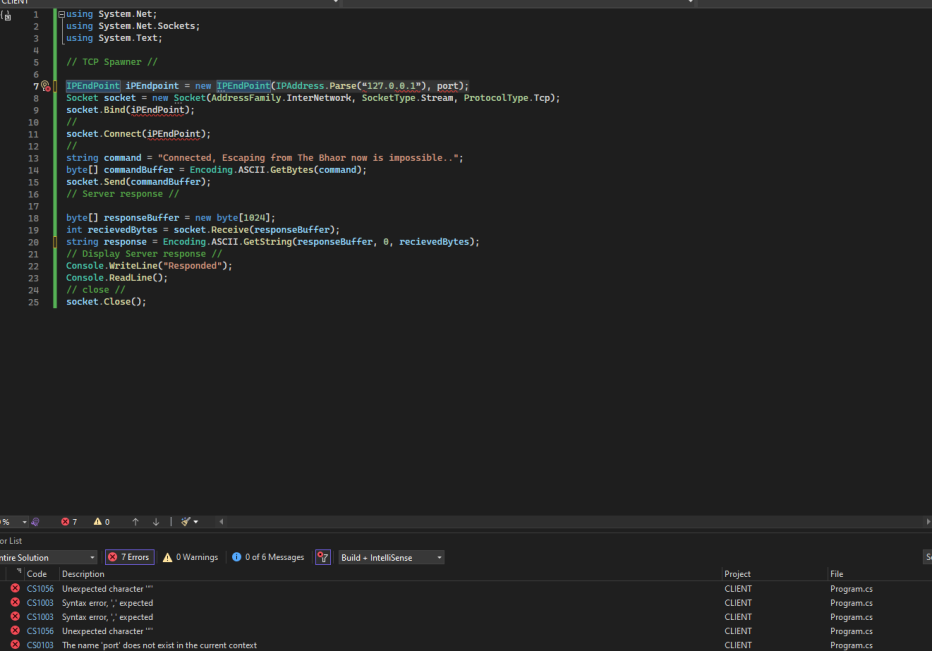 CLIENT
1 using System.Net;
2 using System.Net.Sockets;
3 using System.Text;
4
5 // TCP Spawner //
6
7 IPEndPoint iPEndpoint = new IPEndPoint(IPAddress.Parse(“127.0.0.1”), port);
8 Socket socket = new Socket(AddressFamily.InterNetwork, SocketType.Stream, ProtocolType.Tcp);
9 socket.Bind(iPEndPoint);
10 //
11 socket.Connect(iPEndPoint);
12 //
13 string command = "Connected, Escaping from The Bhaor now is impossible..";
14 byte[] commandBuffer = Encoding.ASCII.GetBytes(command);
15 socket.Send(commandBuffer);
16 // Server response //
17
18 byte[] responseBuffer = new byte[1024];
19 int recievedBytes = socket.Receive(responseBuffer);
20 string response = Encoding.ASCII.GetString(responseBuffer, 0, recievedBytes);
21 // Display Server response //
22 Console.WriteLine("Responded");
23 Console.ReadLine();
24 // close //
25 socket.Close();
% 7 0
or List
ntire Solution 7 Errors 0 Warnings 0 of 6 Messages Build + IntelliSense
Code Description Project File
CS1056 Unexpected character '“' CLIENT Program.cs
CS1003 Syntax error, ',' expected CLIENT Program.cs
CS1003 Syntax error, ',' expected CLIENT Program.cs
CS1056 Unexpected character '”' CLIENT Program.cs
CS0103 The name 'port' does not exist in the current context CLIENT Program.cs